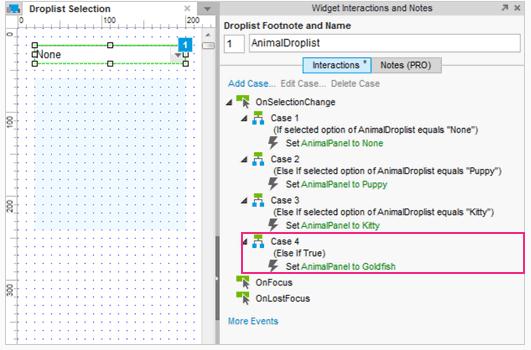 Droplist Selection
Widget Interactions and Notes
0 100 200
0
100
200
300
None
1
Droplist Footnote and Name
1 AnimalDroplist
Interactions * Notes (PRO)
Add Case... Edit Case... Delete Case
OnSelectionChange
Case 1
(If selected option of AnimalDroplist equals "None")
Set AnimalPanel to None
Case 2
(Else If selected option of AnimalDroplist equals "Puppy")
Set AnimalPanel to Puppy
Case 3
(Else If selected option of AnimalDroplist equals "Kitty")
Set AnimalPanel to Kitty
Case 4
(Else If True)
Set AnimalPanel to Goldfish
OnFocus
OnLostFocus
More Events